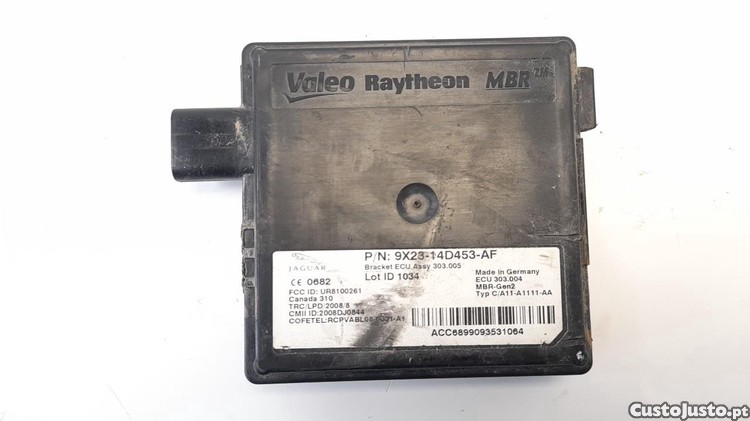 Valeo Raytheon MBR
P/N: 9X23-14D453-AF
Bracket ECU Assy 303.005
Lot ID 1034
JAGUAR
CE 0682
FCC ID: UR8100261
Canada 310
TRC/LPD/2008/8
CMII ID:2008DJ0844
Made in Germany
ECU 303.004
MBR-Gen2
Typ C/A11-A1111-AA
ACC6899093531064
CustoJusto.pt